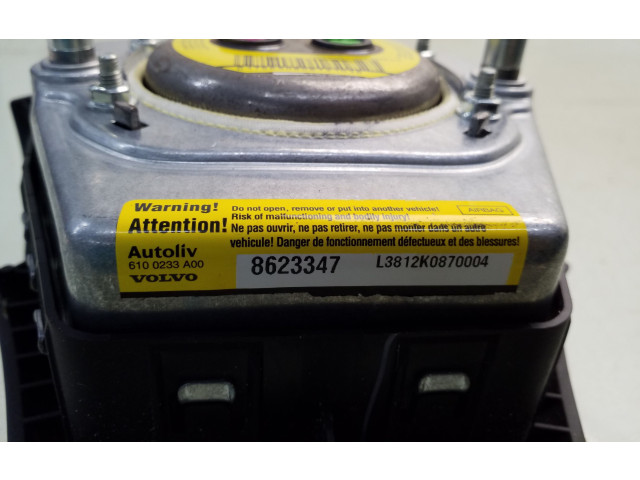 Warning! Do not open, remove or put into another vehicle! AIRBAG
Risk of malfunctioning and bodily injury!
Attention! Ne pas ouvrir, ne pas retirer, ne pas monter dans un autre
vehicule! Danger de fonctionnement défectueux et des blessures!
Autoliv
610 0233 A00
VOLVO
8623347
L3812K0870004